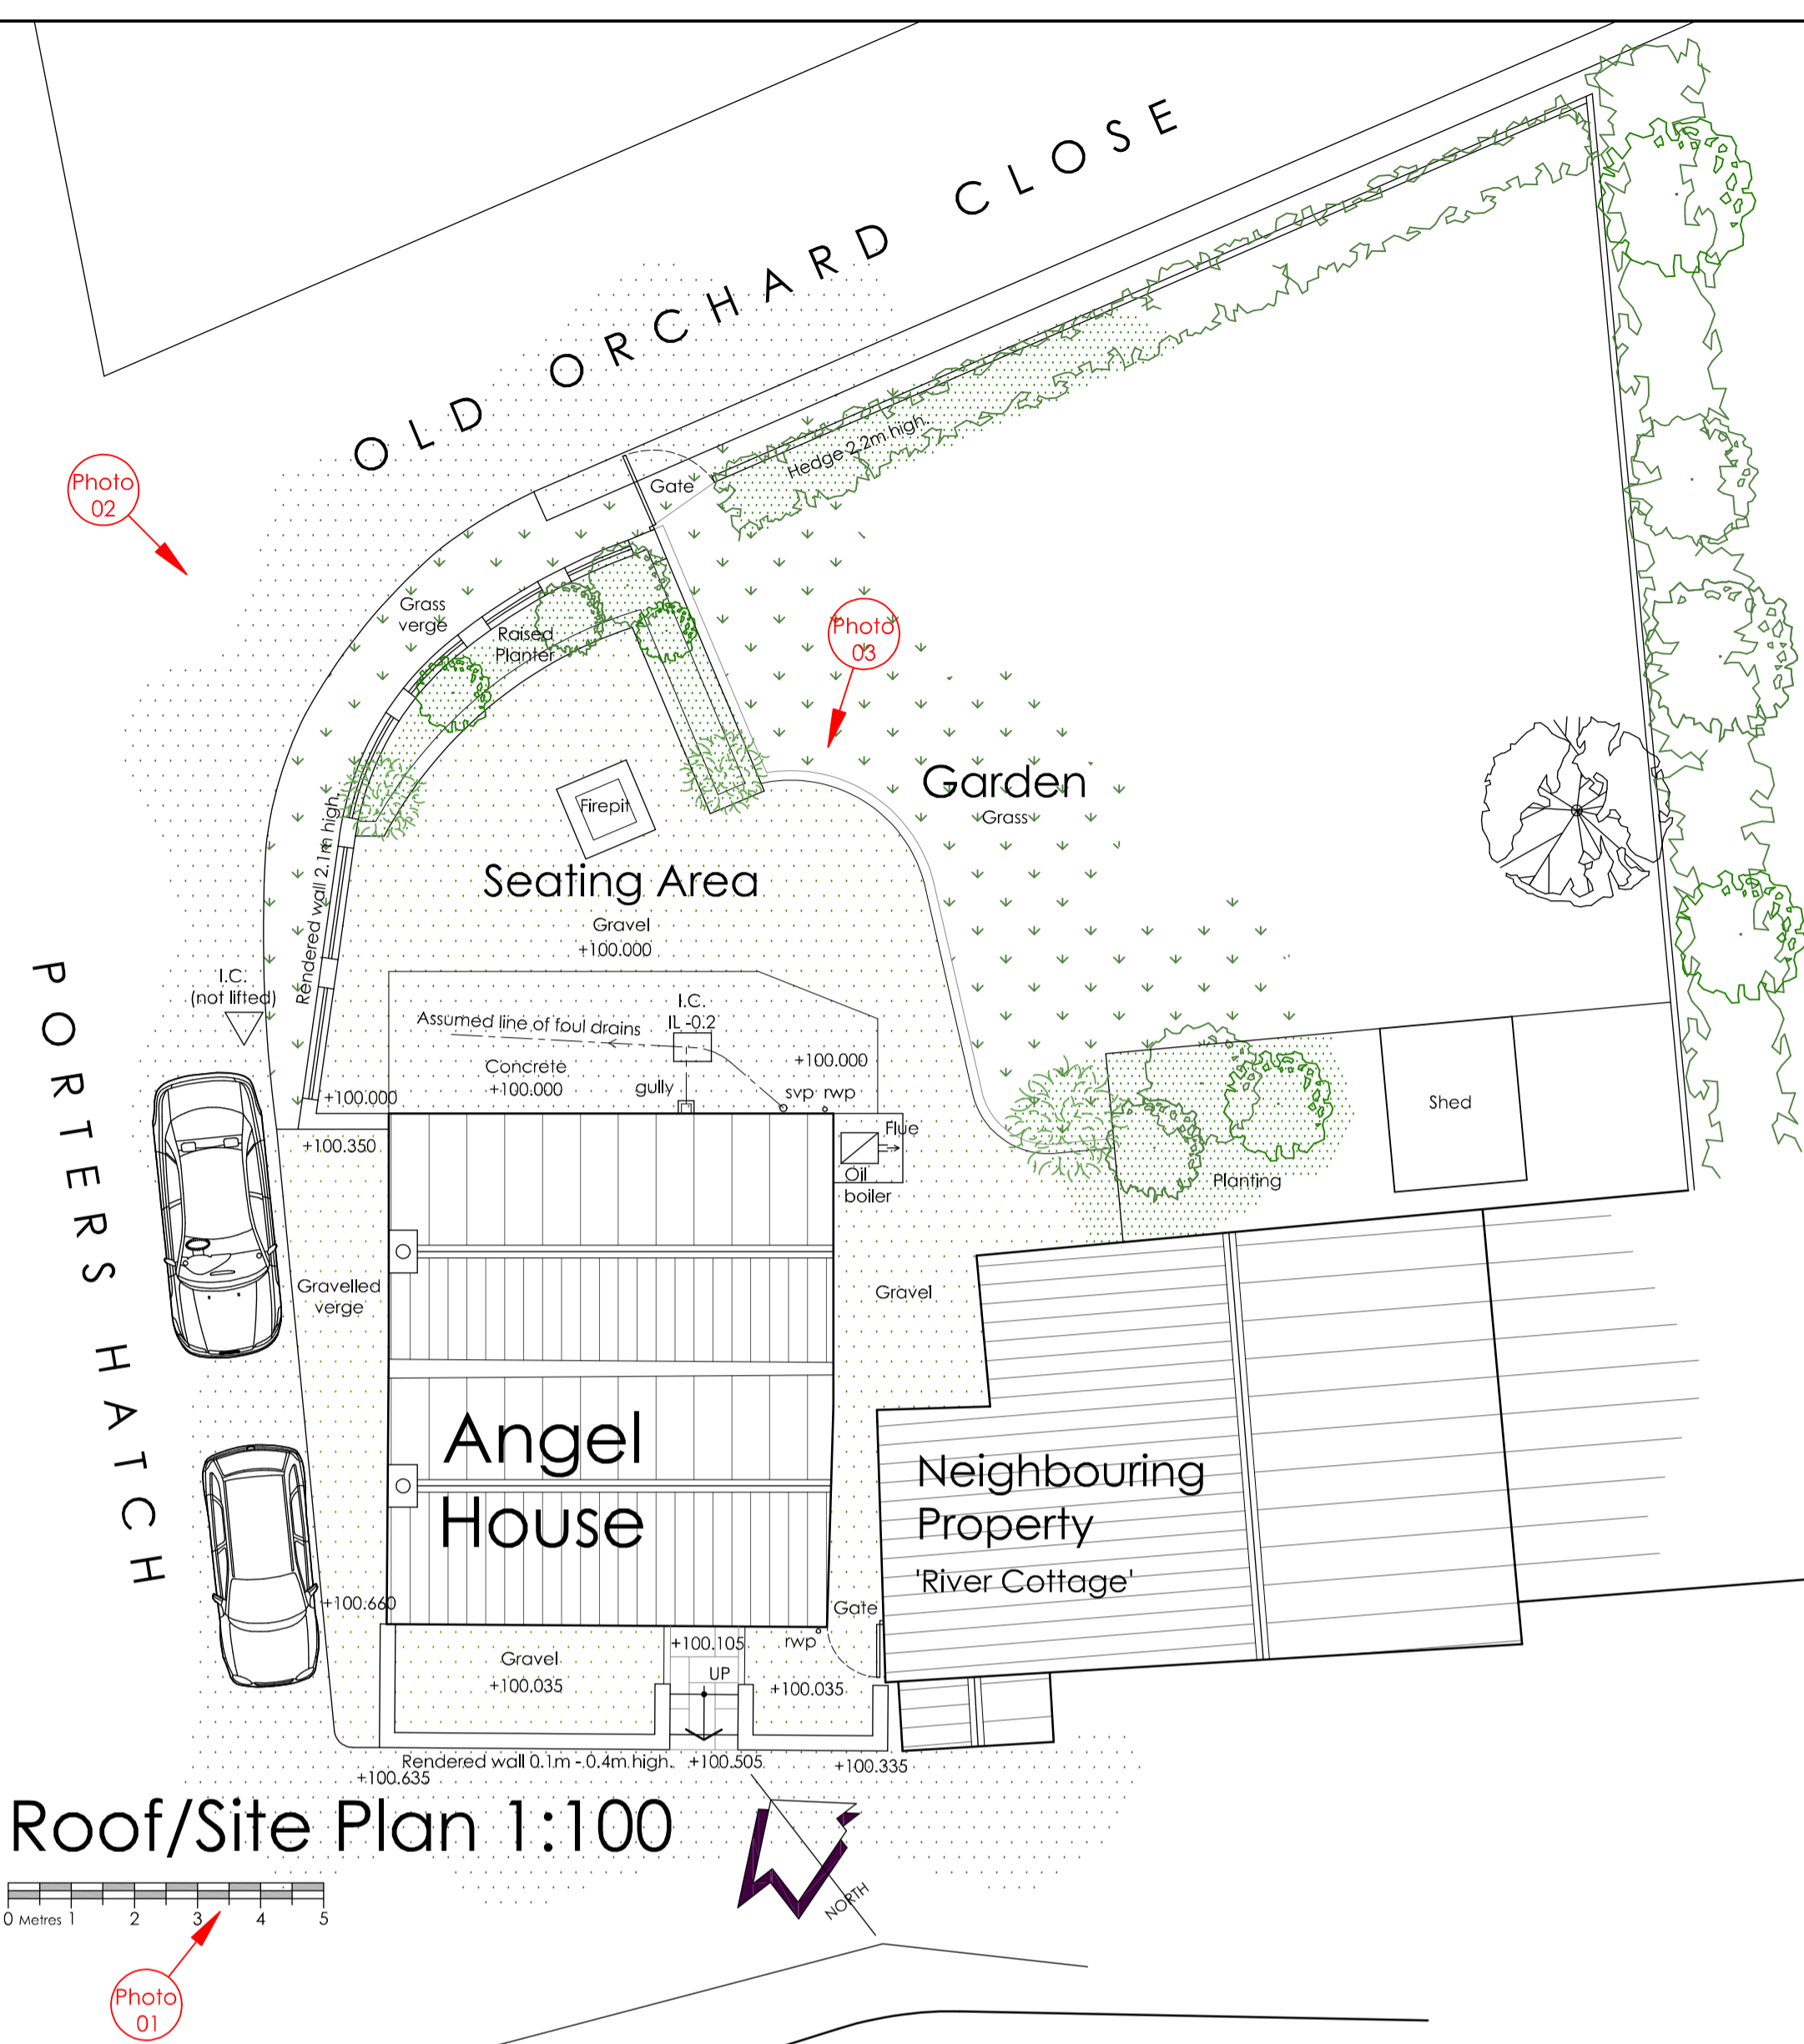 OLD ORCHARD CLOSE
Photo
02
Gate
Hedge 2.2m high.
Grass
verge
Raised
Planter
Photo
03
Garden
Grass
Firepit
Rendered wall 2.1m high.
Seating Area
Gravel
+100.000
I.C.
(not lifted)
I.C.
IL -0.2
Assumed line of foul drains
Concrete
+100.000
+100.000
gully
svp rwp
+100.000
+100.350
Flue
Oil
boiler
Shed
Planting
PORTERS HATCH
Gravelled
verge
Gravel
Angel
House
Neighbouring
Property
'River Cottage'
+100.660
Gate
+100.105
rwp
Gravel
+100.035
UP
+100.035
Rendered wall 0.1m - 0.4m high.
+100.505
+100.335
+100.635
Roof/Site Plan 1:100
0 Metres 1 2 3 4 5
NORTH
Photo
01